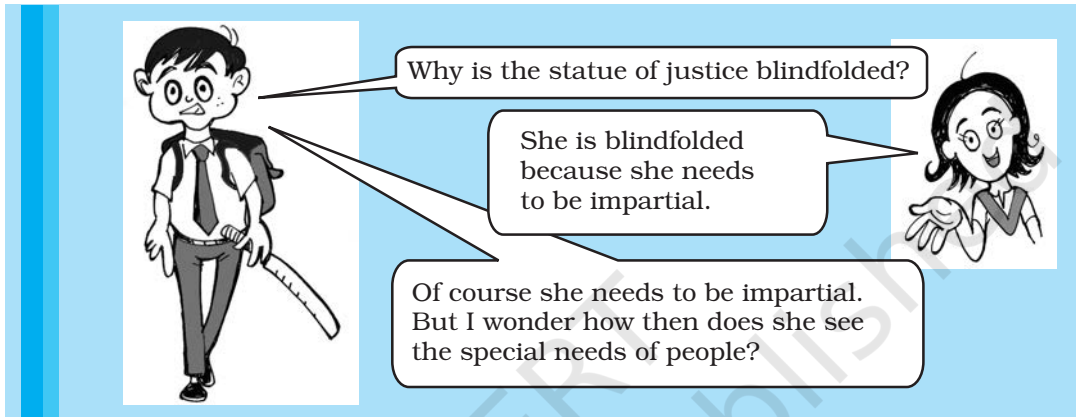 Why is the statue of justice blindfolded?
She is blindfolded
because she needs
to be impartial.
Of course she needs to be impartial.
But I wonder how then does she see
the special needs of people?